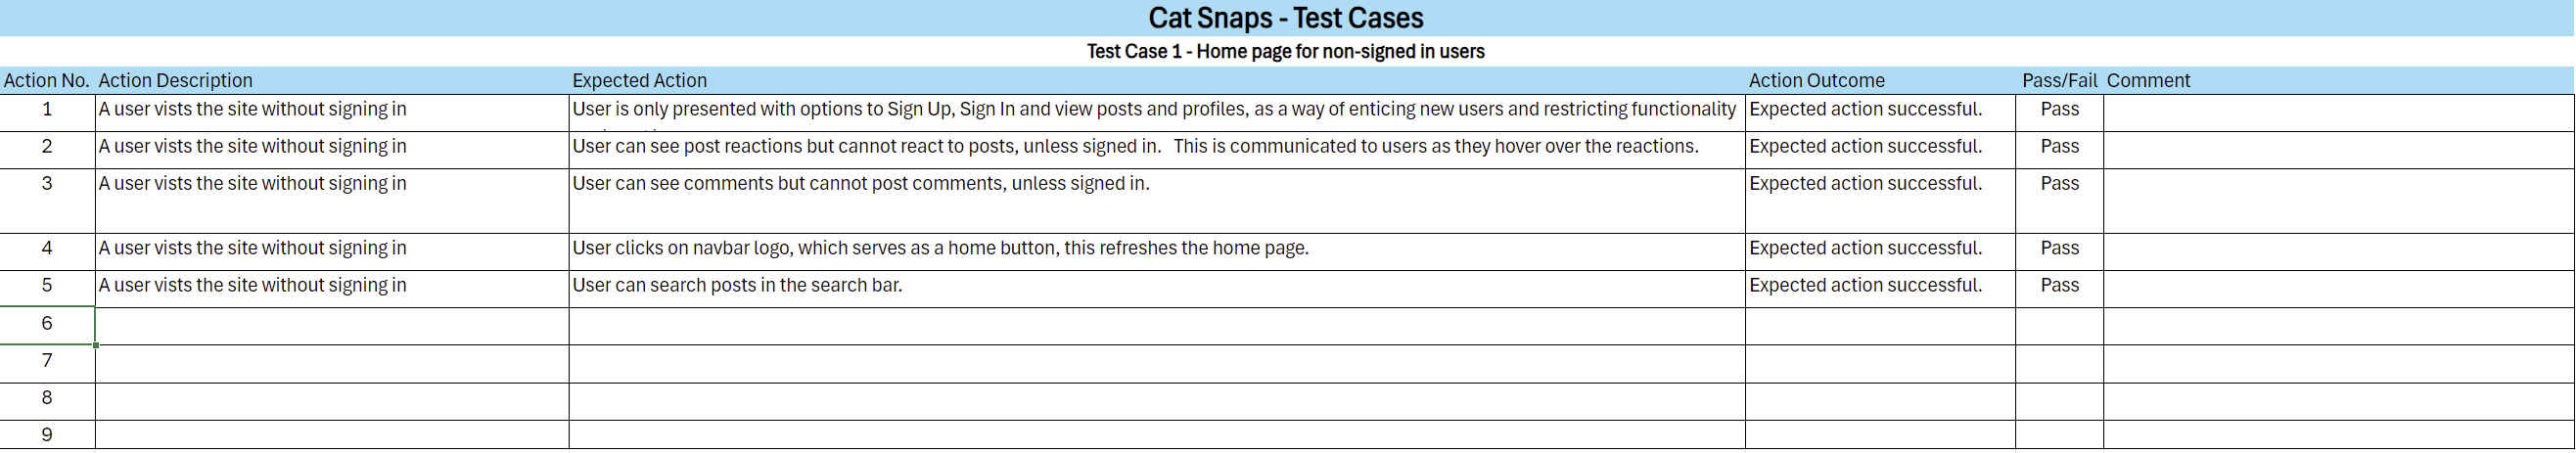 Cat Snaps - Test Cases
Test Case 1 - Home page for non-signed in users
Action No. Action Description Expected Action Action Outcome Pass/Fail Comment
1 A user vists the site without signing in User is only presented with options to Sign Up, Sign In and view posts and profiles, as a way of enticing new users and restricting functionality Expected action successful. Pass
2 A user vists the site without signing in User can see post reactions but cannot react to posts, unless signed in. This is communicated to users as they hover over the reactions. Expected action successful. Pass
3 A user vists the site without signing in User can see comments but cannot post comments, unless signed in. Expected action successful. Pass
4 A user vists the site without signing in User clicks on navbar logo, which serves as a home button, this refreshes the home page. Expected action successful. Pass
5 A user vists the site without signing in User can search posts in the search bar. Expected action successful. Pass
6
7
8
9